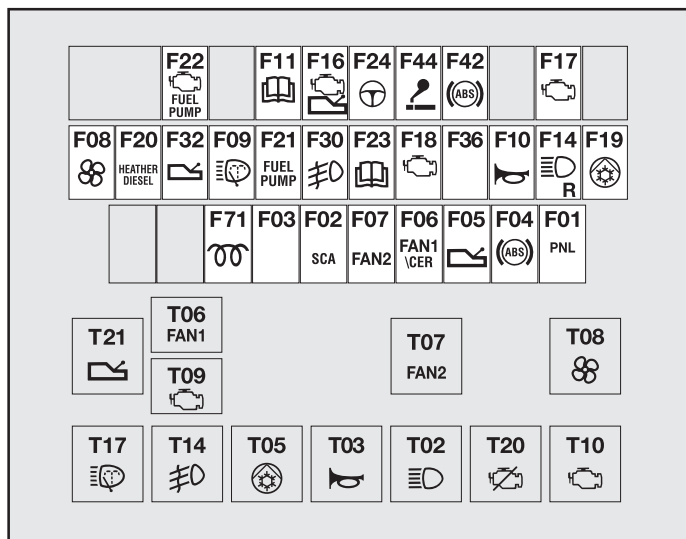 F22 F11 F16 F24 F44 F42 F17
FUEL
PUMP
ABS
F08 F20 F32 F09 F21 F30 F23 F18 F36 F10 F14 F19
HEATHER
DIESEL
FUEL
PUMP
R
F71 F03 F02 F07 F06 F05 F04 F01
SCA
FAN2
FAN1
\CER
ABS
PNL
T21
T06
FAN1
T09
T07
FAN2
T08
T17 T14 T05 T03 T02 T20 T10